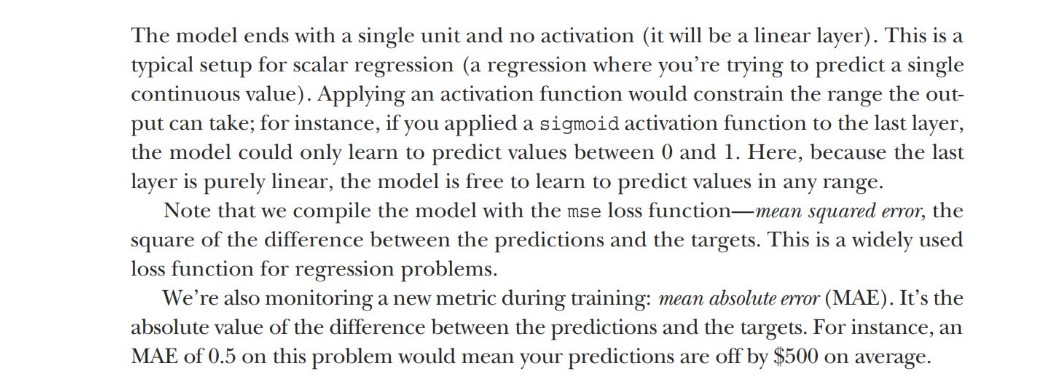 The model ends with a single unit and no activation (it will be a linear layer). This is a
typical setup for scalar regression (a regression where you're trying to predict a single
continuous value). Applying an activation function would constrain the range the out-
put can take; for instance, if you applied a sigmoid activation function to the last layer,
the model could only learn to predict values between 0 and 1. Here, because the last
layer is purely linear, the model is free to learn to predict values in any range.
Note that we compile the model with the mse loss function—mean squared error, the
square of the difference between the predictions and the targets. This is a widely used
loss function for regression problems.
We're also monitoring a new metric during training: mean absolute error (MAE). It's the
absolute value of the difference between the predictions and the targets. For instance, an
MAE of 0.5 on this problem would mean your predictions are off by $500 on average.